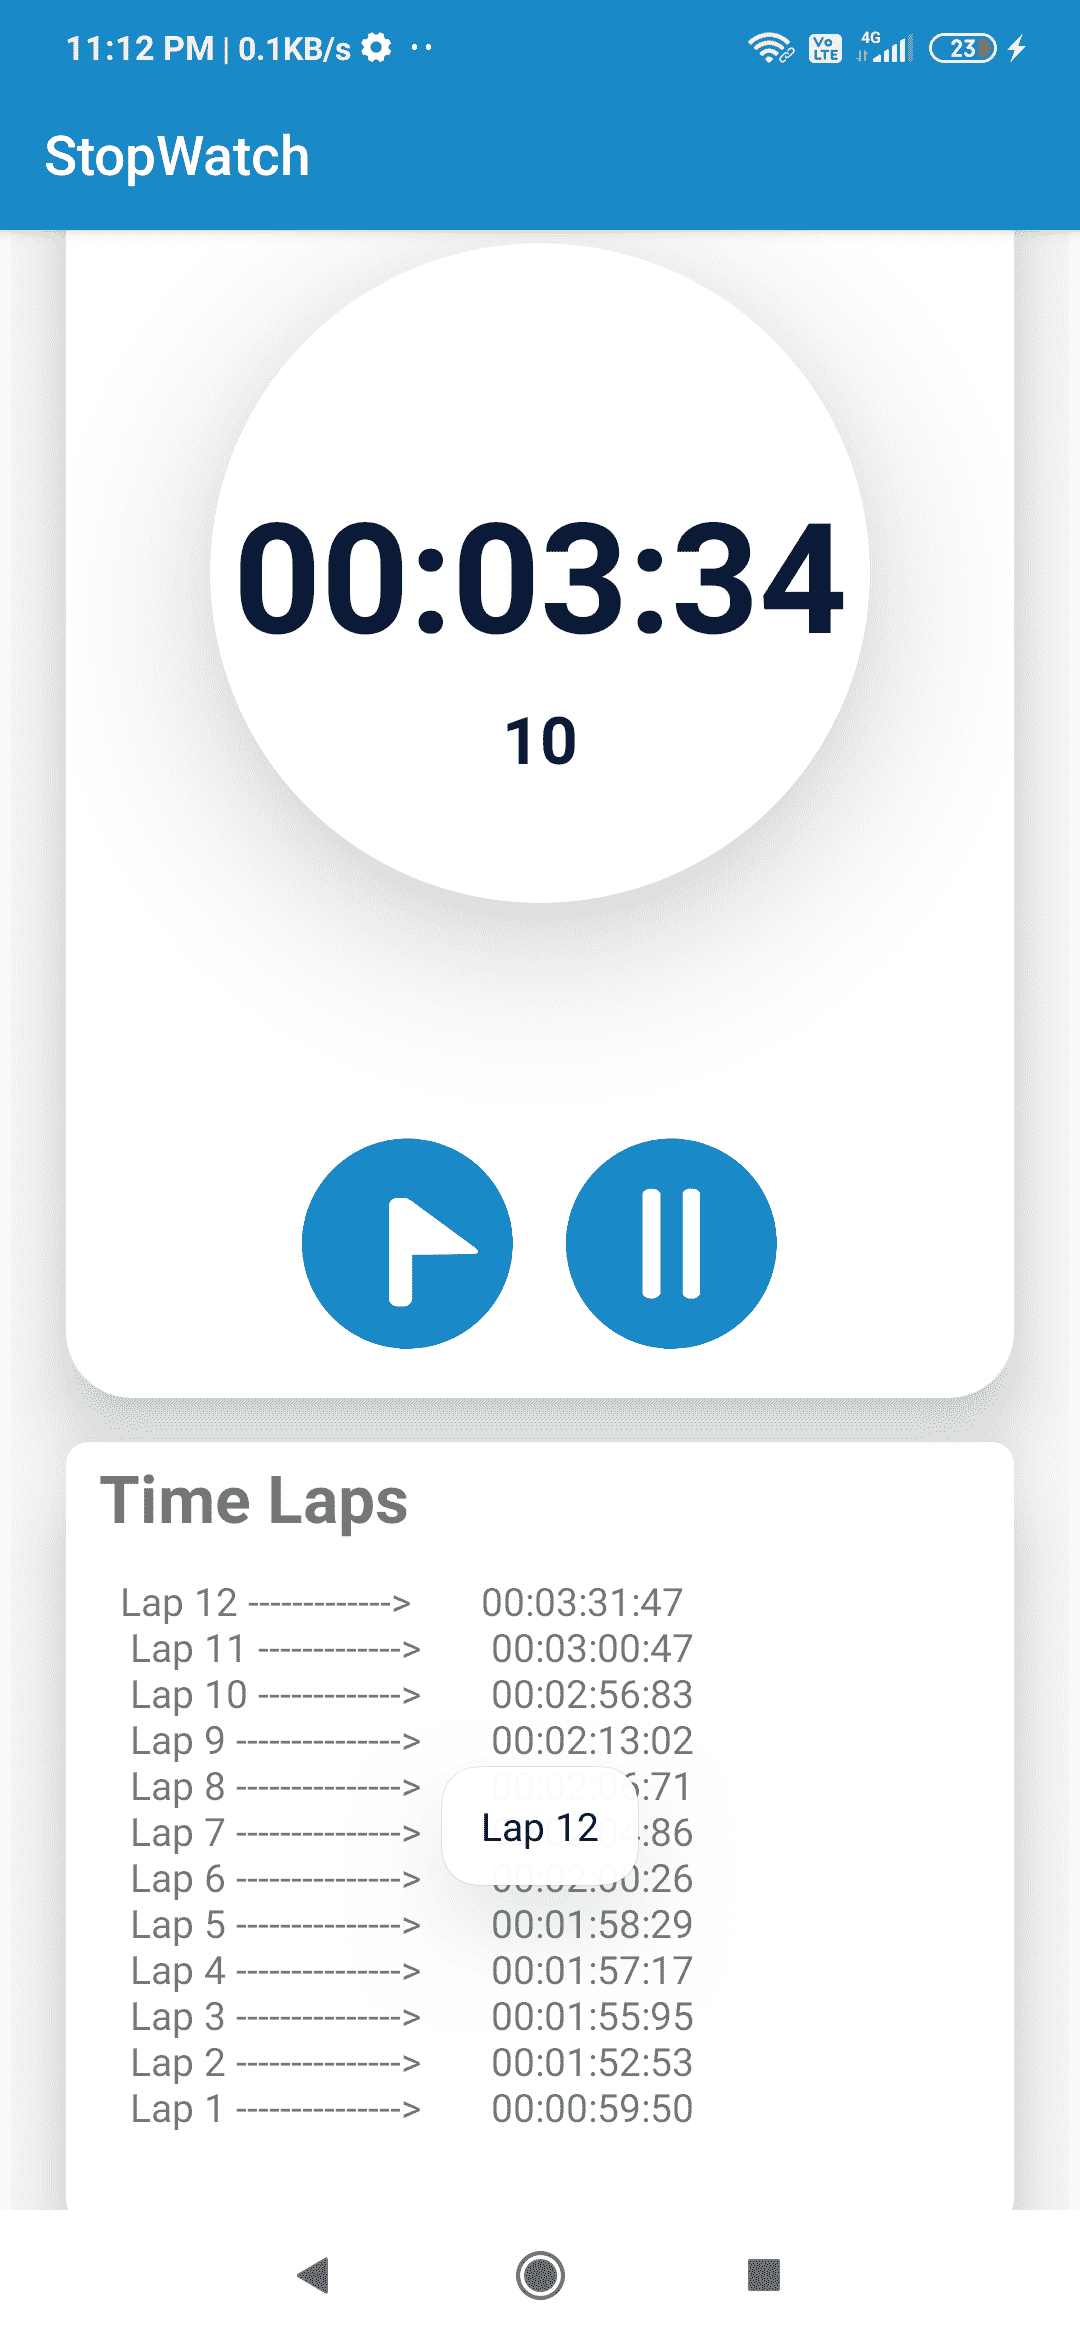 11:12 PM | 0.1KB/s
Vo LTE 4G 23
StopWatch
00:03:34
10
Time Laps
Lap 12 -------------> 00:03:31:47
Lap 11 -------------> 00:03:00:47
Lap 10 -------------> 00:02:56:83
Lap 9 ---------------> 00:02:13:02
Lap 8 ---------------> 00:02:06:71
Lap 7 ---------------> :86
Lap 12
Lap 6 ---------------> 00:02:00:26
Lap 5 ---------------> 00:01:58:29
Lap 4 ---------------> 00:01:57:17
Lap 3 ---------------> 00:01:55:95
Lap 2 ---------------> 00:01:52:53
Lap 1 ---------------> 00:00:59:50